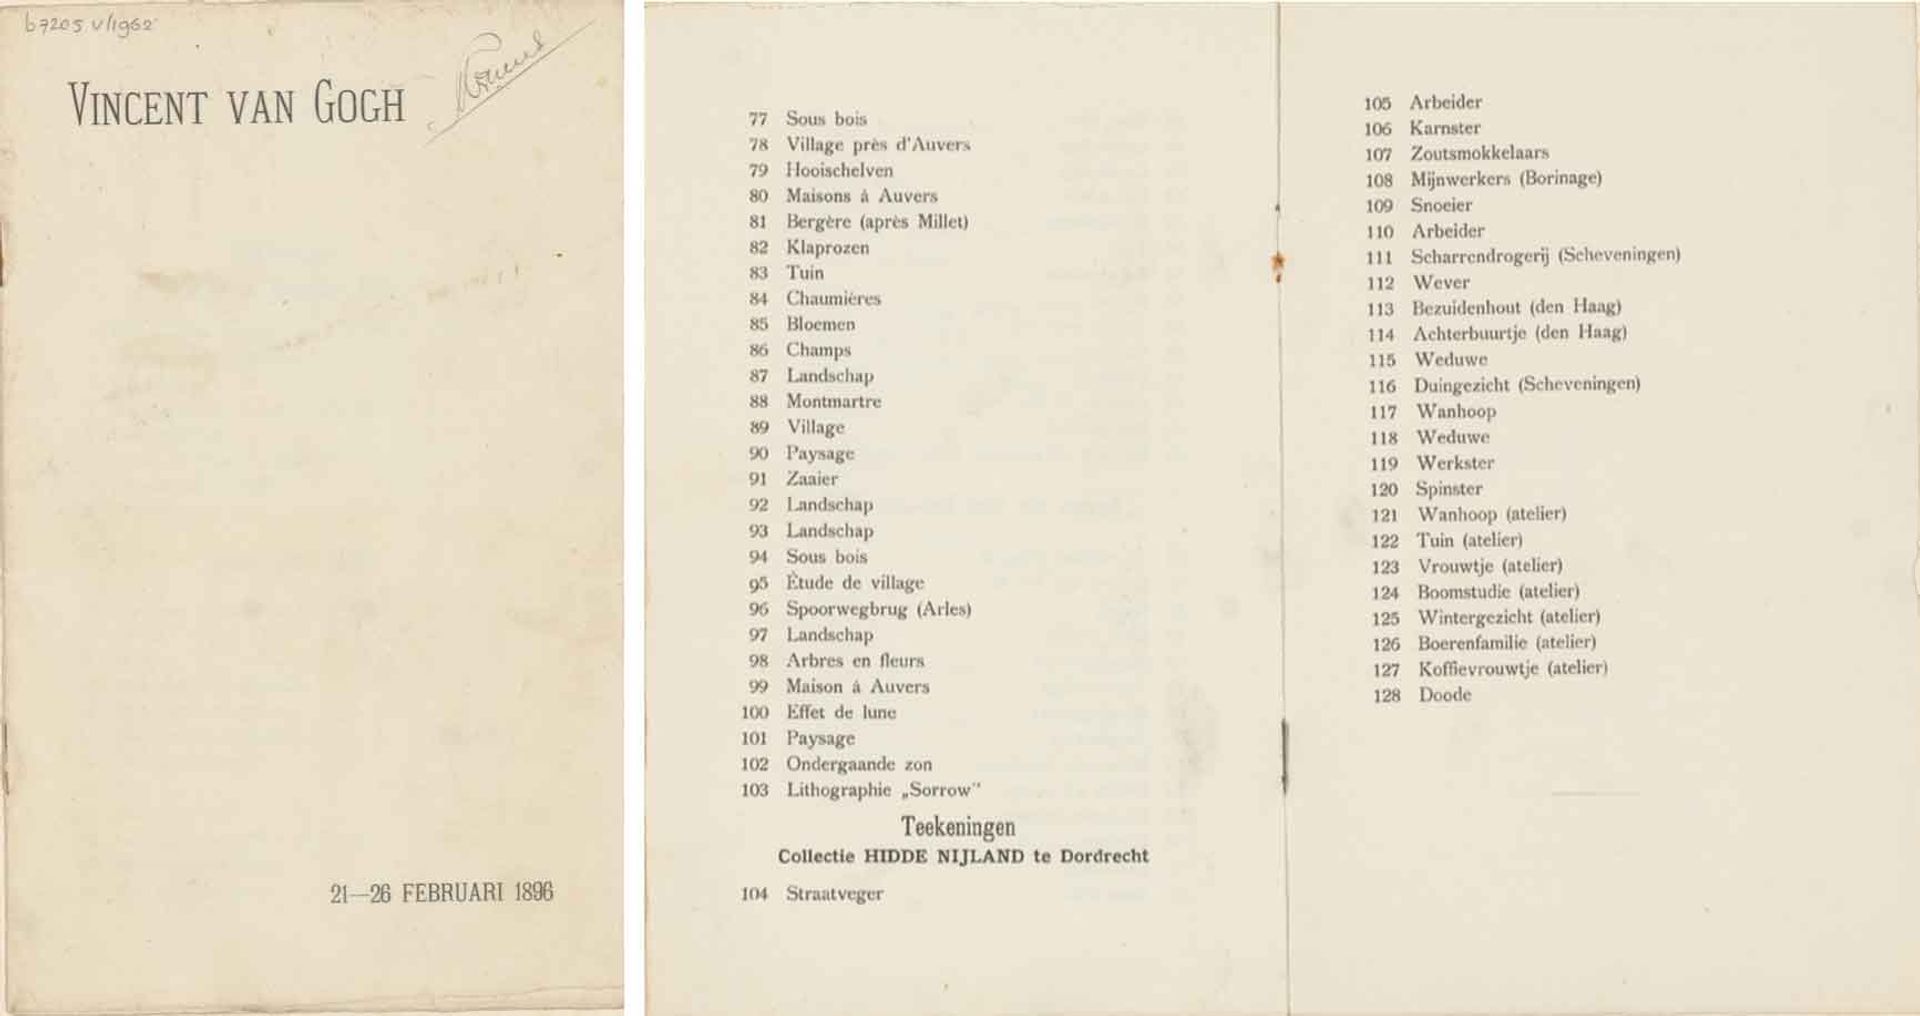 b7205 V/1962
VINCENT VAN GOGH
21—26 FEBRUARI 1896
77 Sous bois
78 Village près d'Auvers
79 Hooischelven
80 Maisons à Auvers
81 Bergère (après Millet)
82 Klaprozen
83 Tuin
84 Chaumières
85 Bloemen
86 Champs
87 Landschap
88 Montmartre
89 Village
90 Paysage
91 Zaaier
92 Landschap
93 Landschap
94 Sous bois
95 Étude de village
96 Spoorwegbrug (Arles)
97 Landschap
98 Arbres en fleurs
99 Maison à Auvers
100 Effet de lune
101 Paysage
102 Ondergaande zon
103 Lithographie „Sorrow"
Teekeningen
Collectie HIDDE NIJLAND te Dordrecht
104 Straatveger
105 Arbeider
106 Karnster
107 Zoutsmokkelaars
108 Mijnwerkers (Borinage)
109 Snoeier
110 Arbeider
111 Scharrendrogerij (Scheveningen)
112 Wever
113 Bezuidenhout (den Haag)
114 Achterbuurtje (den Haag)
115 Weduwe
116 Duingezicht (Scheveningen)
117 Wanhoop
118 Weduwe
119 Werkster
120 Spinster
121 Wanhoop (atelier)
122 Tuin (atelier)
123 Vrouwtje (atelier)
124 Boomstudie (atelier)
125 Wintergezicht (atelier)
126 Boerenfamilie (atelier)
127 Koffievrouwtje (atelier)
128 Doode